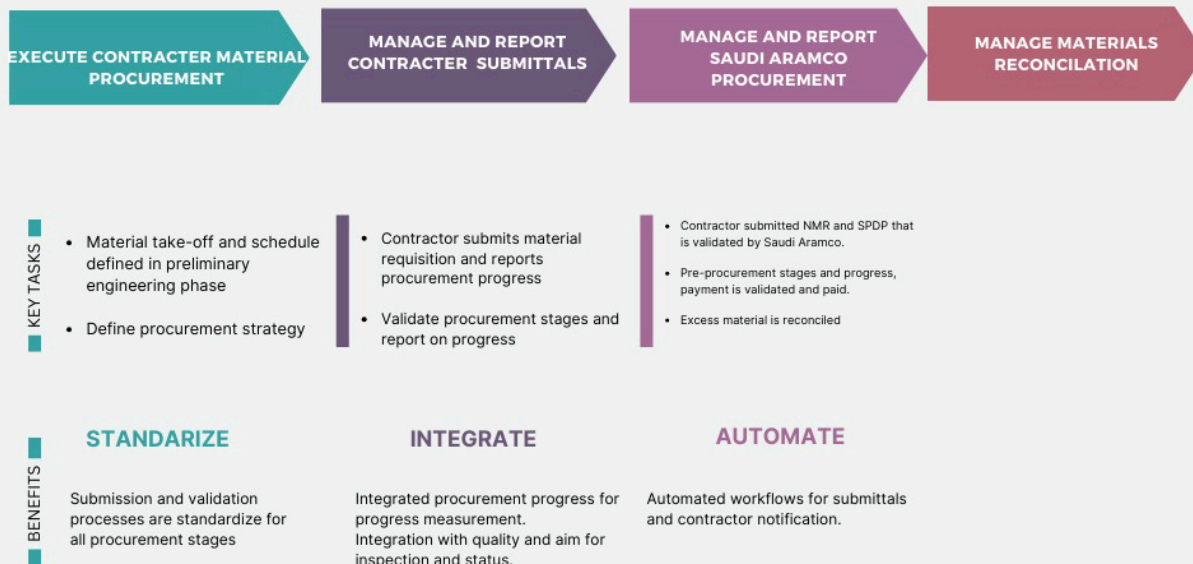 EXECUTE CONTRACTER MATERIAL
PROCUREMENT
MANAGE AND REPORT
CONTRACTER SUBMITTALS
MANAGE AND REPORT
SAUDI ARAMCO
PROCUREMENT
MANAGE MATERIALS
RECONCILATION
KEY TASKS
• Material take-off and schedule
defined in preliminary
engineering phase
• Define procurement strategy
• Contractor submits material
requisition and reports
procurement progress
• Validate procurement stages and
report on progress
• Contractor submitted NMR and SPDP that
is validated by Saudi Aramco.
• Pre-procurement stages and progress,
payment is validated and paid.
• Excess material is reconciled
BENEFITS
STANDARIZE
Submission and validation
processes are standardize for
all procurement stages
INTEGRATE
Integrated procurement progress for
progress measurement.
Integration with quality and aim for
inspection and status.
AUTOMATE
Automated workflows for submittals
and contractor notification.